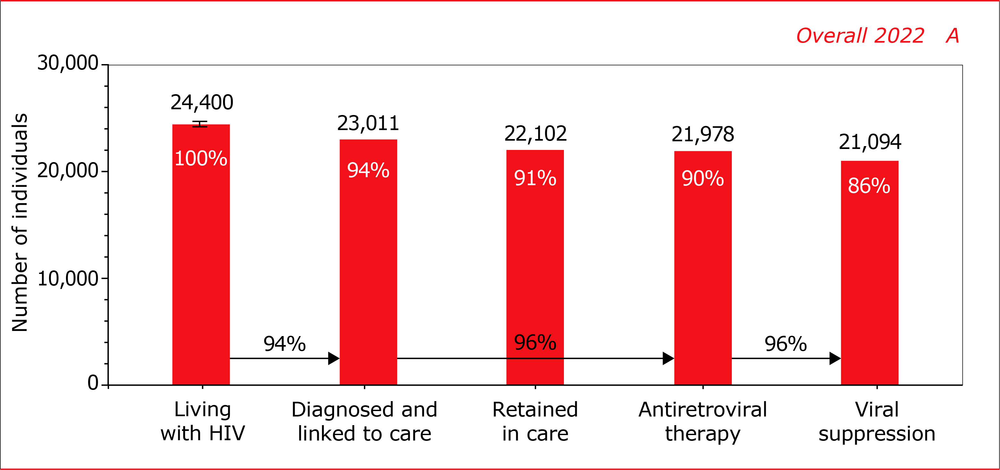 Overall 2022 A
Number of individuals
30,000
20,000
10,000
0
24,400
23,011
22,102
21,978
21,094
100%
94%
91%
90%
86%
94%
96%
96%
Living
with HIV
Diagnosed and
linked to care
Retained
in care
Antiretroviral
therapy
Viral
suppression